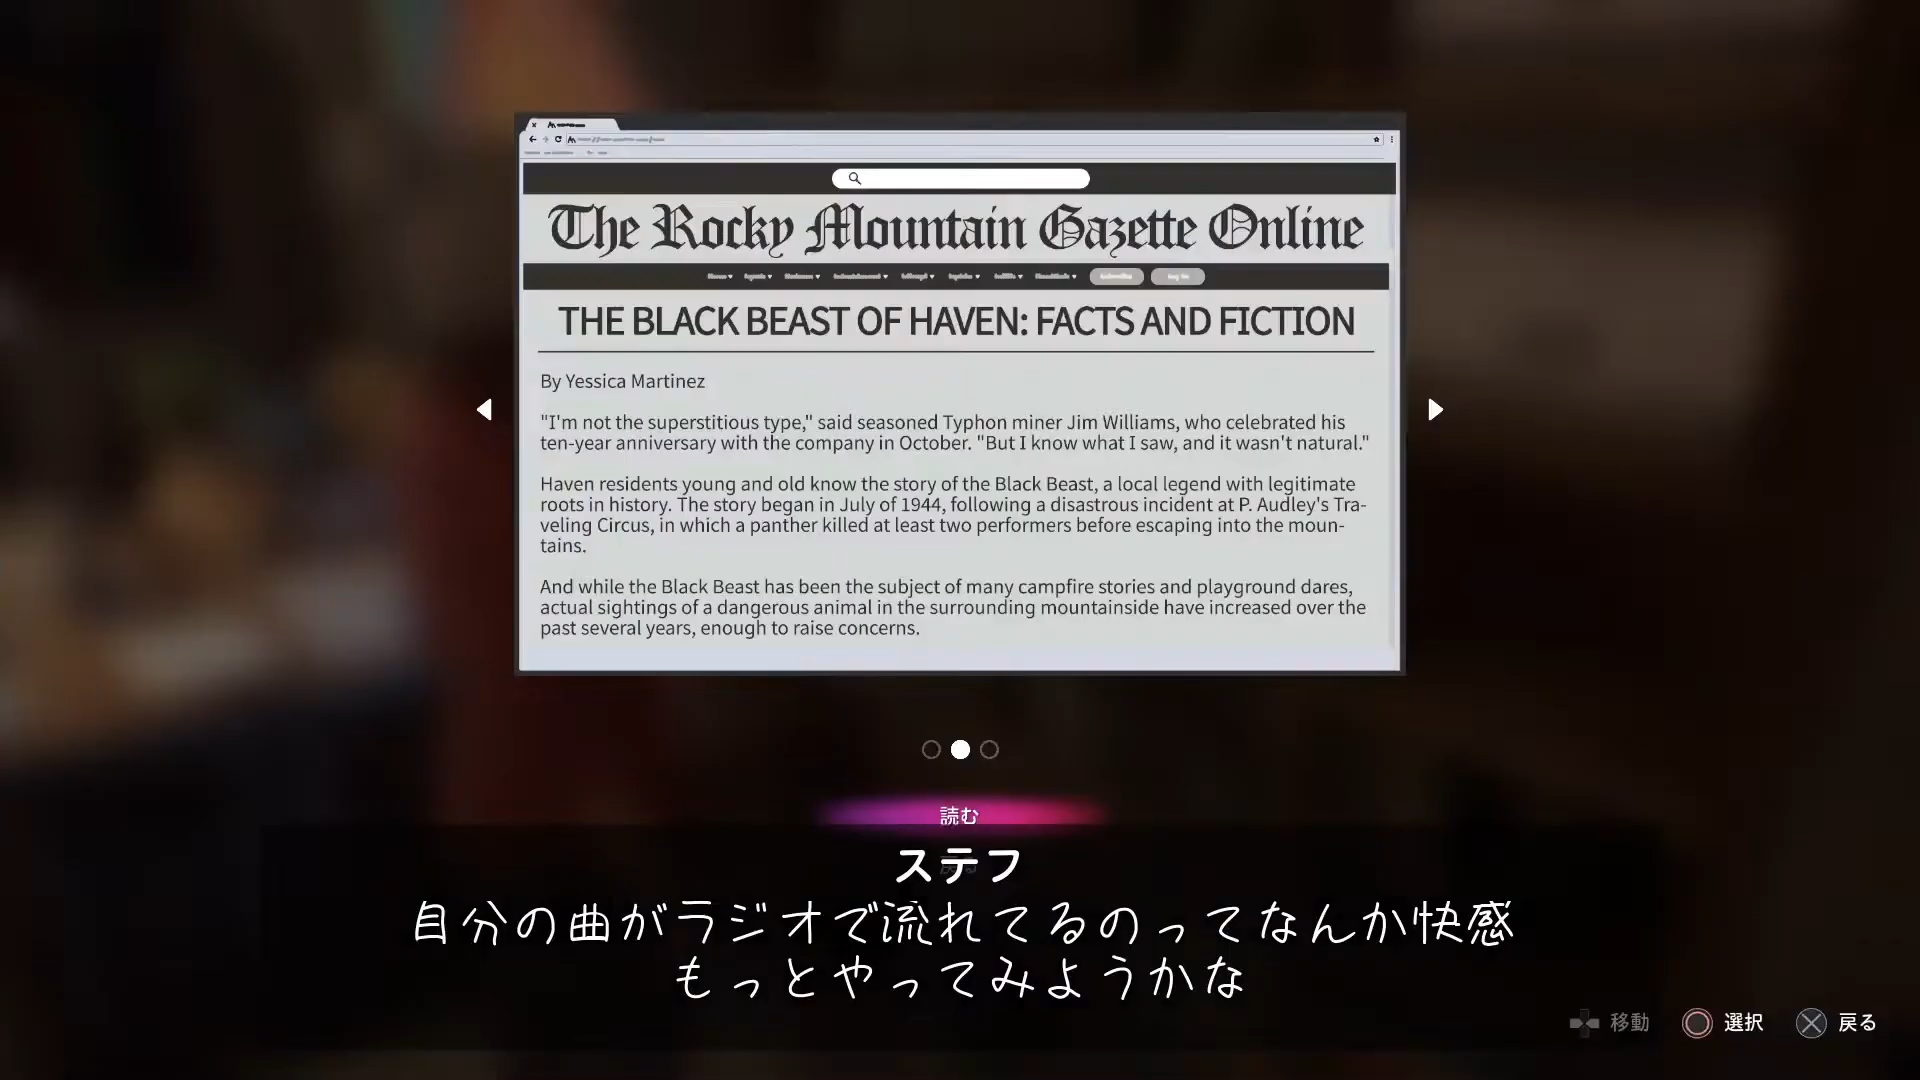 The Rocky Mountain Gazette Online
THE BLACK BEAST OF HAVEN: FACTS AND FICTION
By Yessica Martinez
"I'm not the superstitious type," said seasoned Typhon miner Jim Williams, who celebrated his
ten-year anniversary with the company in October. "But I know what I saw, and it wasn't natural."
Haven residents young and old know the story of the Black Beast, a local legend with legitimate
roots in history. The story began in July of 1944, following a disastrous incident at P. Audley's Tra-
veling Circus, in which a panther killed at least two performers before escaping into the moun-
tains.
And while the Black Beast has been the subject of many campfire stories and playground dares,
actual sightings of a dangerous animal in the surrounding mountainside have increased over the
past several years, enough to raise concerns.
読む
ステフ
自分の曲がラジオで流れてるのってなんか快感
もっとやってみようかな
移動 選択 戻る